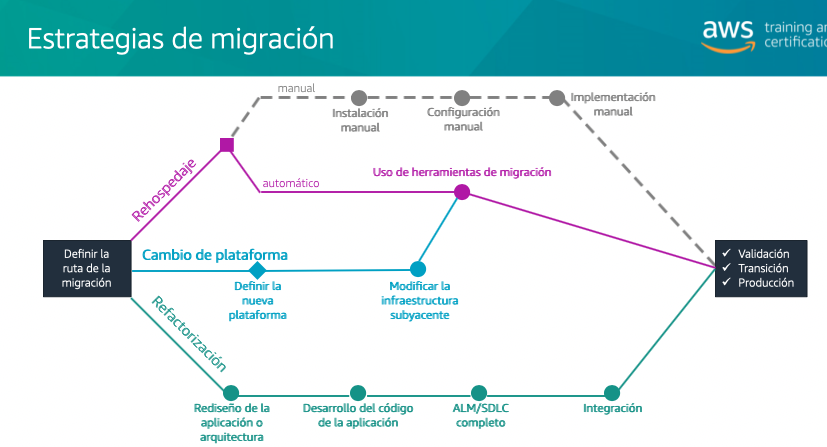 Estrategias de migración
aws
training an
certificatio
manual
Instalación
manual
Configuración
manual
Implementación
manual
Rehospedaje
automático
Uso de herramientas de migración
Definir la
ruta de la
migración
Cambio de plataforma
Definir la
nueva
plataforma
Modificar la
infraestructura
subyacente
✓ Validación
✓ Transición
✓ Producción
Refactorización
Rediseño de la
aplicación o
arquitectura
Desarrollo del código
de la aplicación
ALM/SDLC
completo
Integración